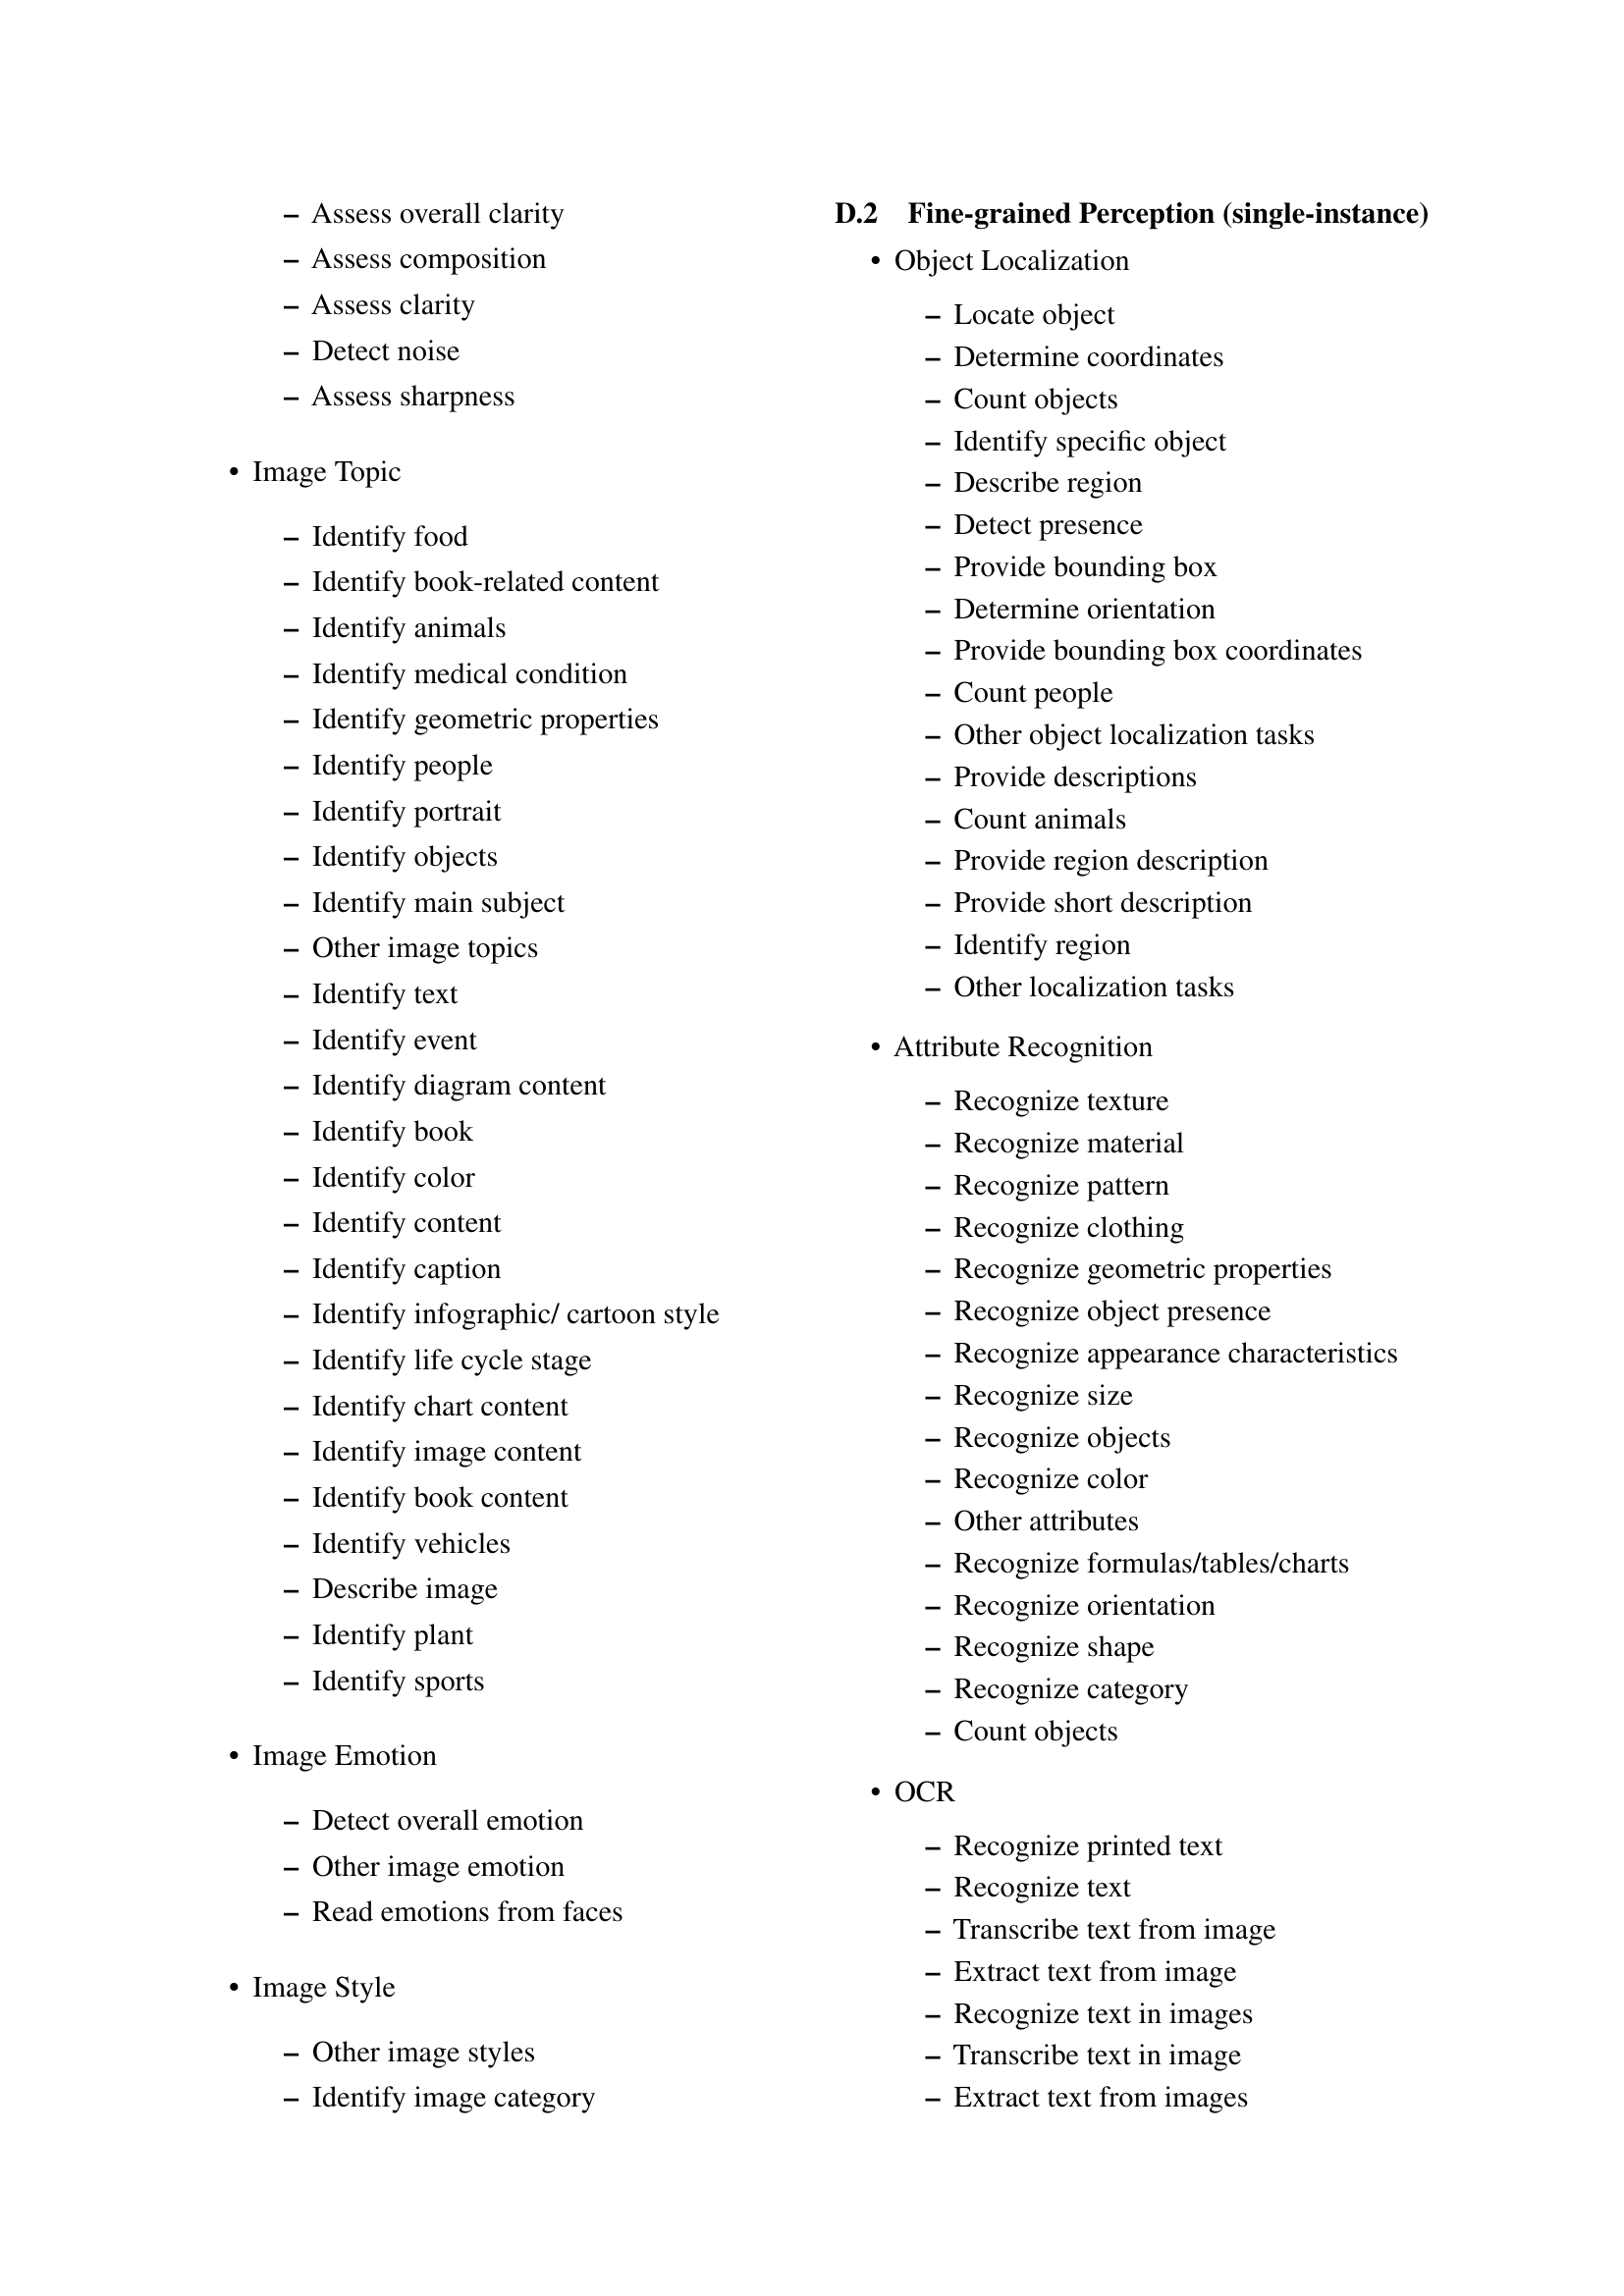 – Assess overall clarity
– Assess composition
– Assess clarity
– Detect noise
– Assess sharpness
• Image Topic
– Identify food
– Identify book-related content
– Identify animals
– Identify medical condition
– Identify geometric properties
– Identify people
– Identify portrait
– Identify objects
– Identify main subject
– Other image topics
– Identify text
– Identify event
– Identify diagram content
– Identify book
– Identify color
– Identify content
– Identify caption
– Identify infographic/ cartoon style
– Identify life cycle stage
– Identify chart content
– Identify image content
– Identify book content
– Identify vehicles
– Describe image
– Identify plant
– Identify sports
• Image Emotion
– Detect overall emotion
– Other image emotion
– Read emotions from faces
• Image Style
– Other image styles
– Identify image category
D.2 Fine-grained Perception (single-instance)
• Object Localization
– Locate object
– Determine coordinates
– Count objects
– Identify specific object
– Describe region
– Detect presence
– Provide bounding box
– Determine orientation
– Provide bounding box coordinates
– Count people
– Other object localization tasks
– Provide descriptions
– Count animals
– Provide region description
– Provide short description
– Identify region
– Other localization tasks
• Attribute Recognition
– Recognize texture
– Recognize material
– Recognize pattern
– Recognize clothing
– Recognize geometric properties
– Recognize object presence
– Recognize appearance characteristics
– Recognize size
– Recognize objects
– Recognize color
– Other attributes
– Recognize formulas/tables/charts
– Recognize orientation
– Recognize shape
– Recognize category
– Count objects
• OCR
– Recognize printed text
– Recognize text
– Transcribe text from image
– Extract text from image
– Recognize text in images
– Transcribe text in image
– Extract text from images